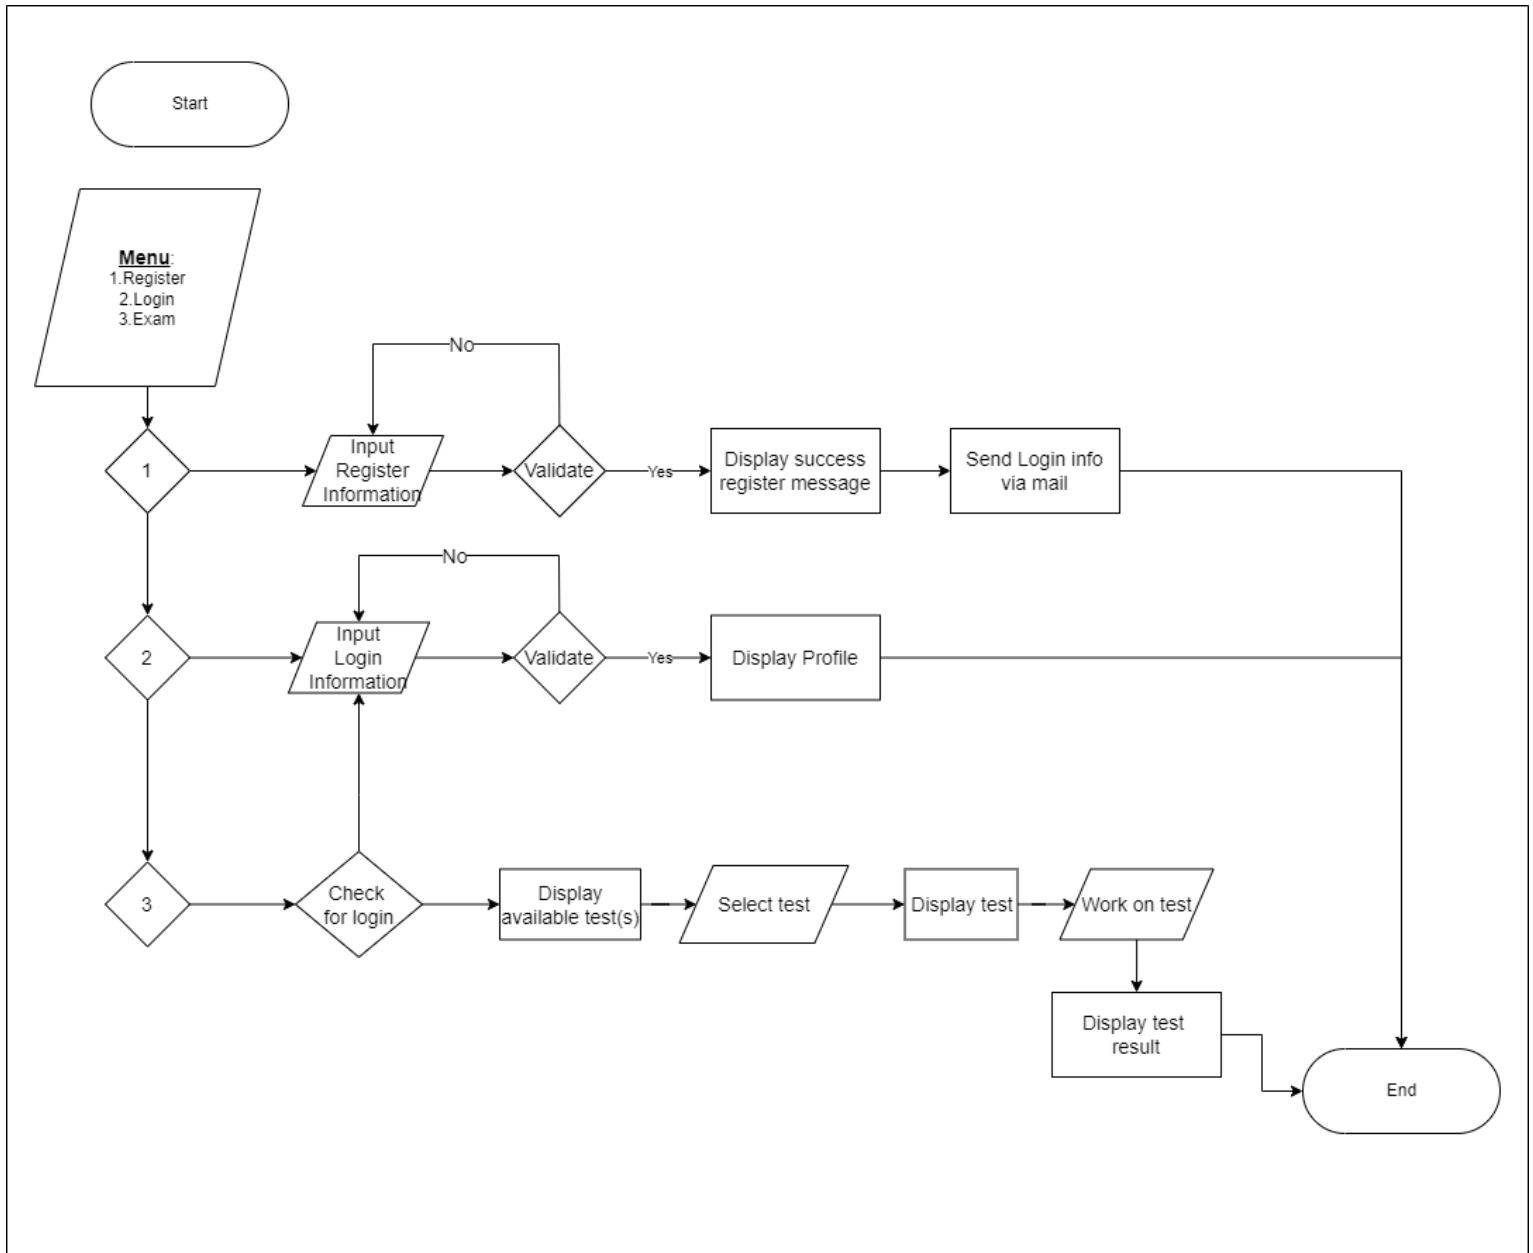 Start
Menu:
1.Register
2.Login
3.Exam
No
1
Input
Register
Information
Validate
Yes
Display success
register message
Send Login info
via mail
No
2
Input
Login
Information
Validate
Yes
Display Profile
3
Check
for login
Display
available test(s)
Select test
Display test
Work on test
Display test
result
End